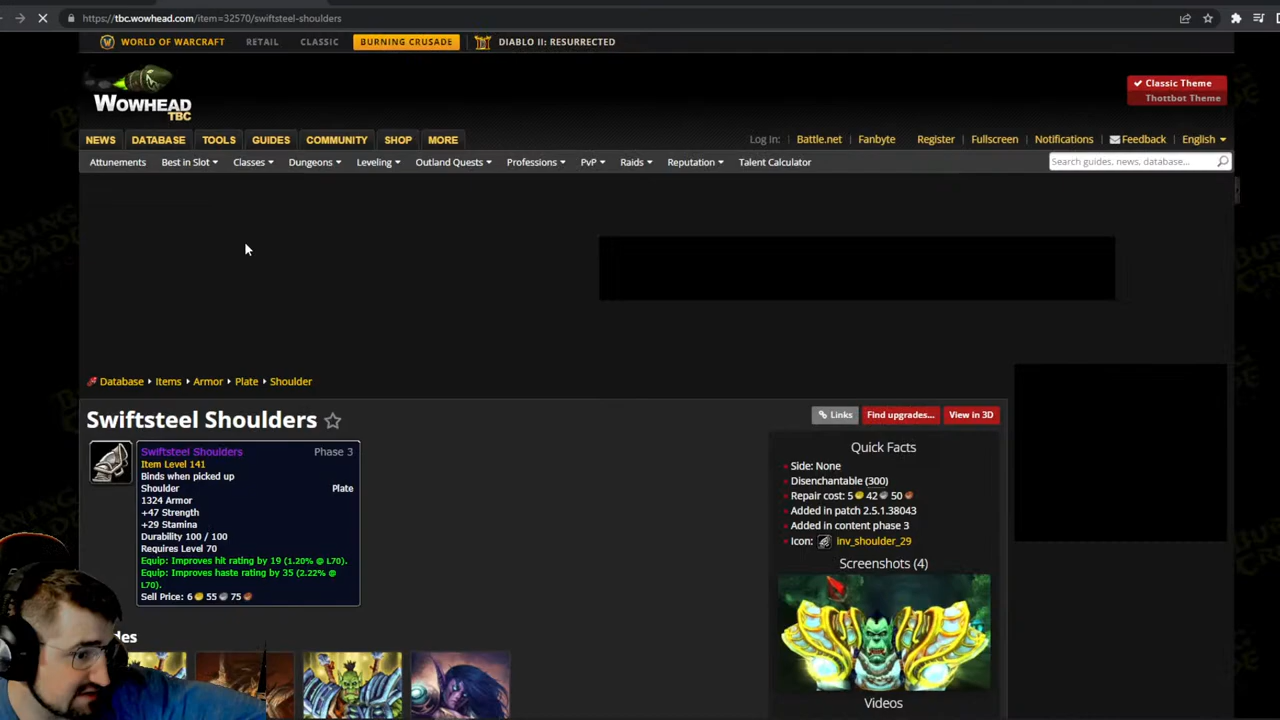 https://tbc.wowhead.com/item=32570/swiftsteel-shoulders
WORLD OF WARCRAFT RETAIL CLASSIC BURNING CRUSADE DIABLO II: RESURRECTED
WOWHEAD
TBC
Classic Theme
Thottbot Theme
NEWS DATABASE TOOLS GUIDES COMMUNITY SHOP MORE
Log In: Battle.net Fanbyte Register Fullscreen Notifications Feedback English
Attunements Best in Slot Classes Dungeons Leveling Outland Quests Professions PvP Raids Reputation Talent Calculator
Search guides, news, database...
Database Items Armor Plate Shoulder
Swiftsteel Shoulders
Links Find upgrades... View in 3D
Swiftsteel Shoulders Phase 3
Item Level 141
Binds when picked up
Shoulder Plate
1324 Armor
+47 Strength
+29 Stamina
Durability 100 / 100
Requires Level 70
Equip: Improves hit rating by 19 (1.20% @ L70).
Equip: Improves haste rating by 35 (2.22% @
L70).
Sell Price: 6 55 75
Quick Facts
Side: None
Disenchantable (300)
Repair cost: 5 42 50
Added in patch 2.5.1.38043
Added in content phase 3
Icon: inv_shoulder_29
Screenshots (4)
Videos